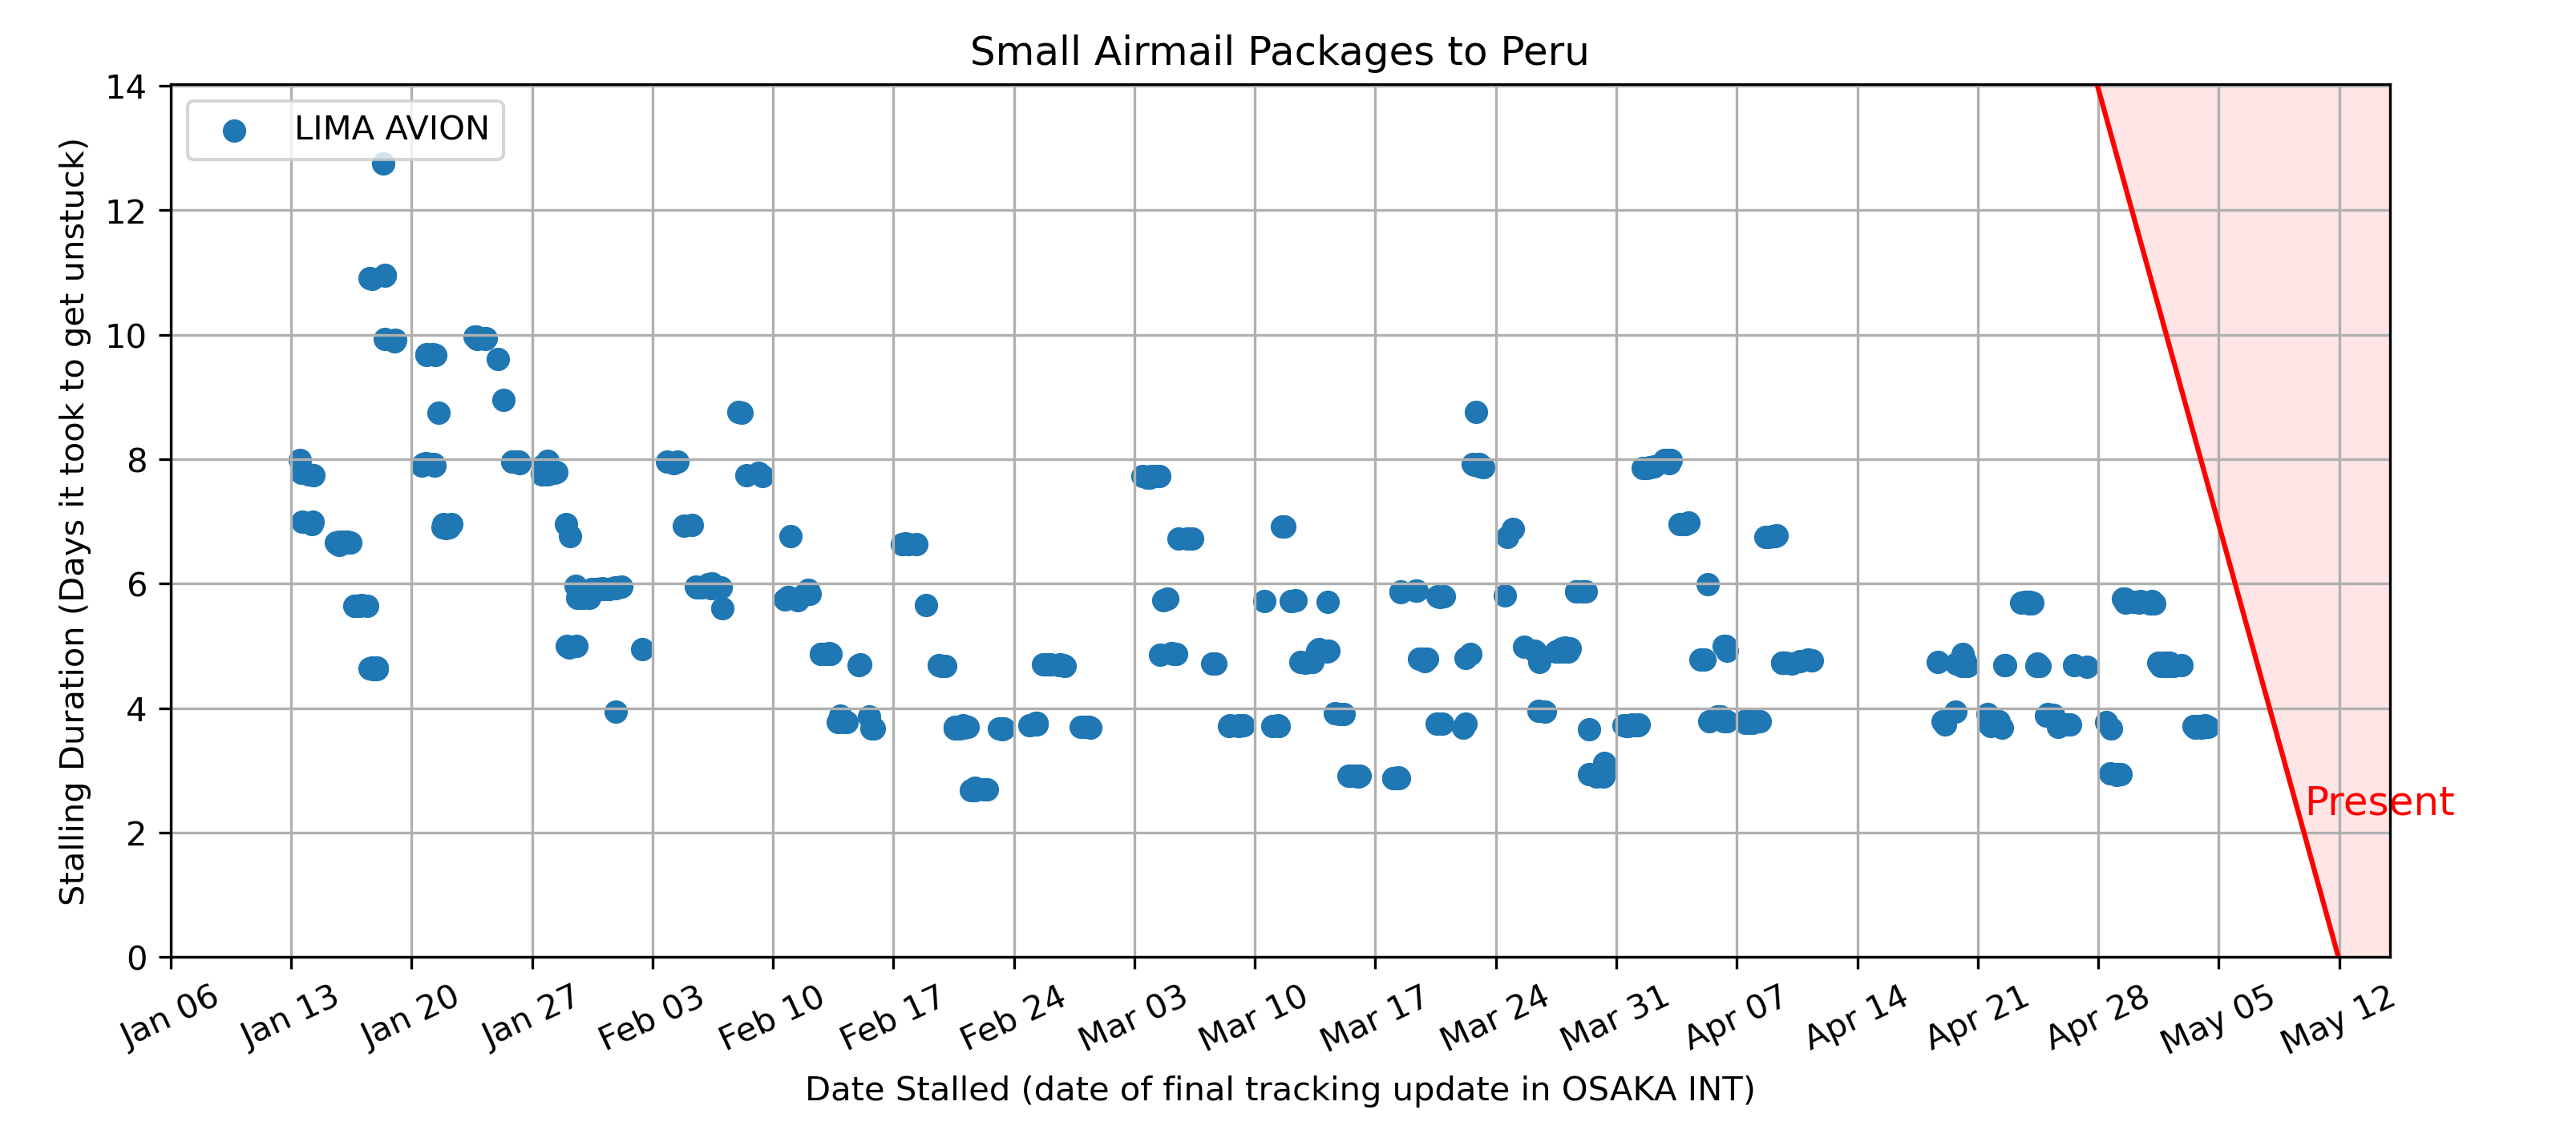 Small Airmail Packages to Peru
LIMA AVION
Stalling Duration (Days it took to get unstuck)
14
12
10
8
6
4
2
0
Present
Jan 06
Jan 13
Jan 20
Jan 27
Feb 03
Feb 10
Feb 17
Feb 24
Mar 03
Mar 10
Mar 17
Mar 24
Mar 31
Apr 07
Apr 14
Apr 21
Apr 28
May 05
May 12
Date Stalled (date of final tracking update in OSAKA INT)